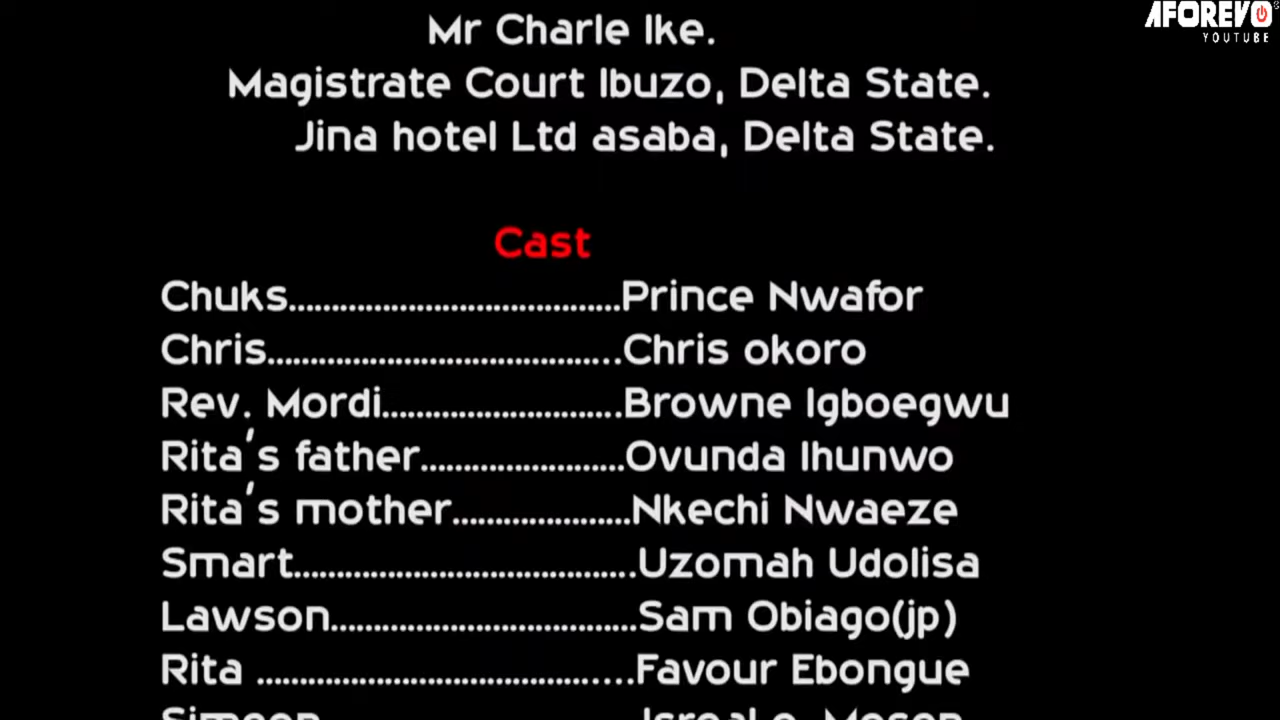 AFOREVO
YOUTUBE
Mr Charle Ike.
Magistrate Court Ibuzo, Delta State.
Jina hotel Ltd asaba, Delta State.
Cast
Chuks......................................Prince Nwafor
Chris.......................................Chris okoro
Rev. Mordi...........................Browne Igboegwu
Rita's father.......................Ovunda Ihunwo
Rita's mother....................Nkechi Nwaeze
Smart.......................................Uzomah Udolisa
Lawson...................................Sam Obiago(jp)
Rita ..........................................Favour Ebongue